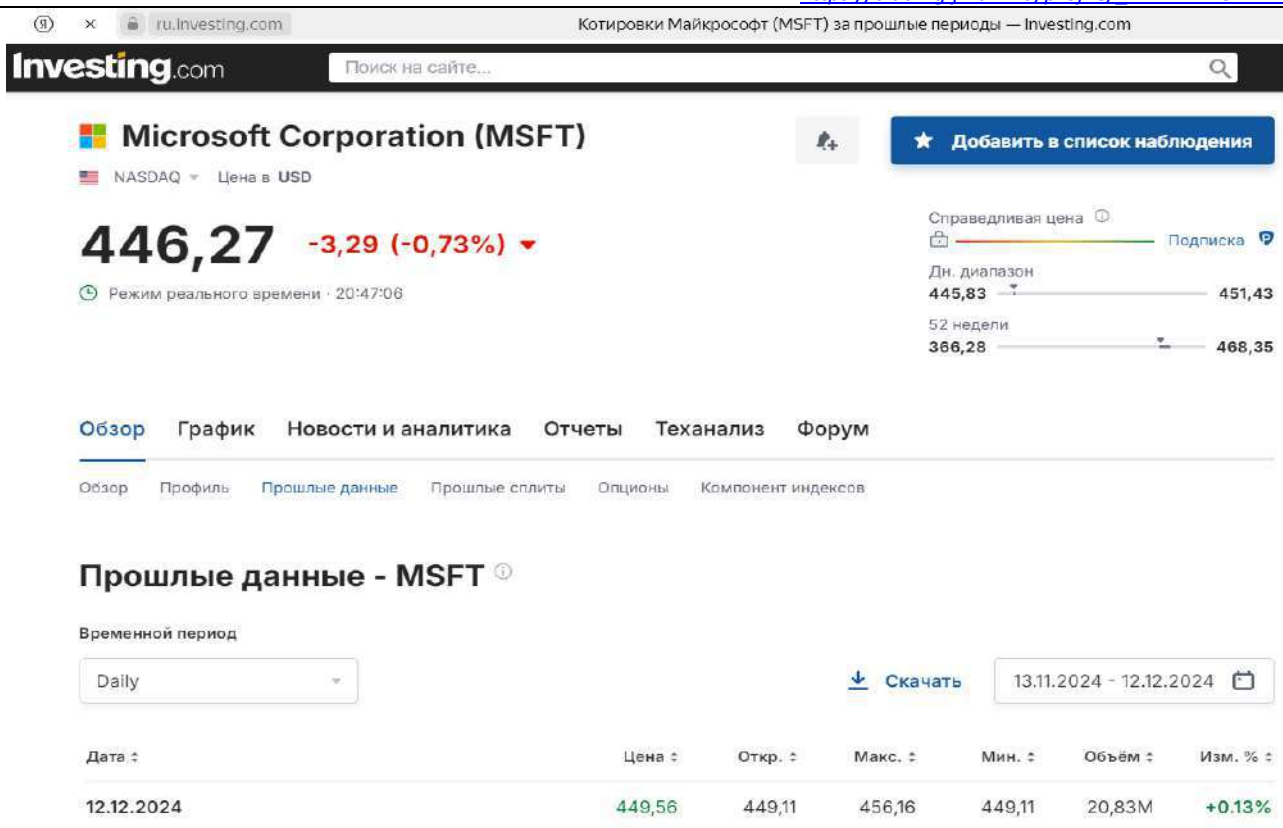 ru.investing.com
Котировки Майкрософт (MSFT) за прошлые периоды — Investing.com
Investing.com
Поиск на сайте...
Microsoft Corporation (MSFT)
Добавить в список наблюдения
NASDAQ
Цена в USD
446,27 -3,29 (-0,73%)
Режим реального времени · 20:47:06
Справедливая цена
Подписка
Дн. диапазон
445,83 451,43
52 недели
366,28 468,35
Обзор График Новости и аналитика Отчеты Теханализ Форум
Обзор Профиль Прошлые данные Прошлые сплиты Опционы Компонент индексов
Прошлые данные - MSFT
Временной период
Daily
Скачать
13.11.2024 - 12.12.2024
Дата Цена Откр. Макс. Мин. Объём Изм. %
12.12.2024 449,56 449,11 456,16 449,11 20,83M +0.13%